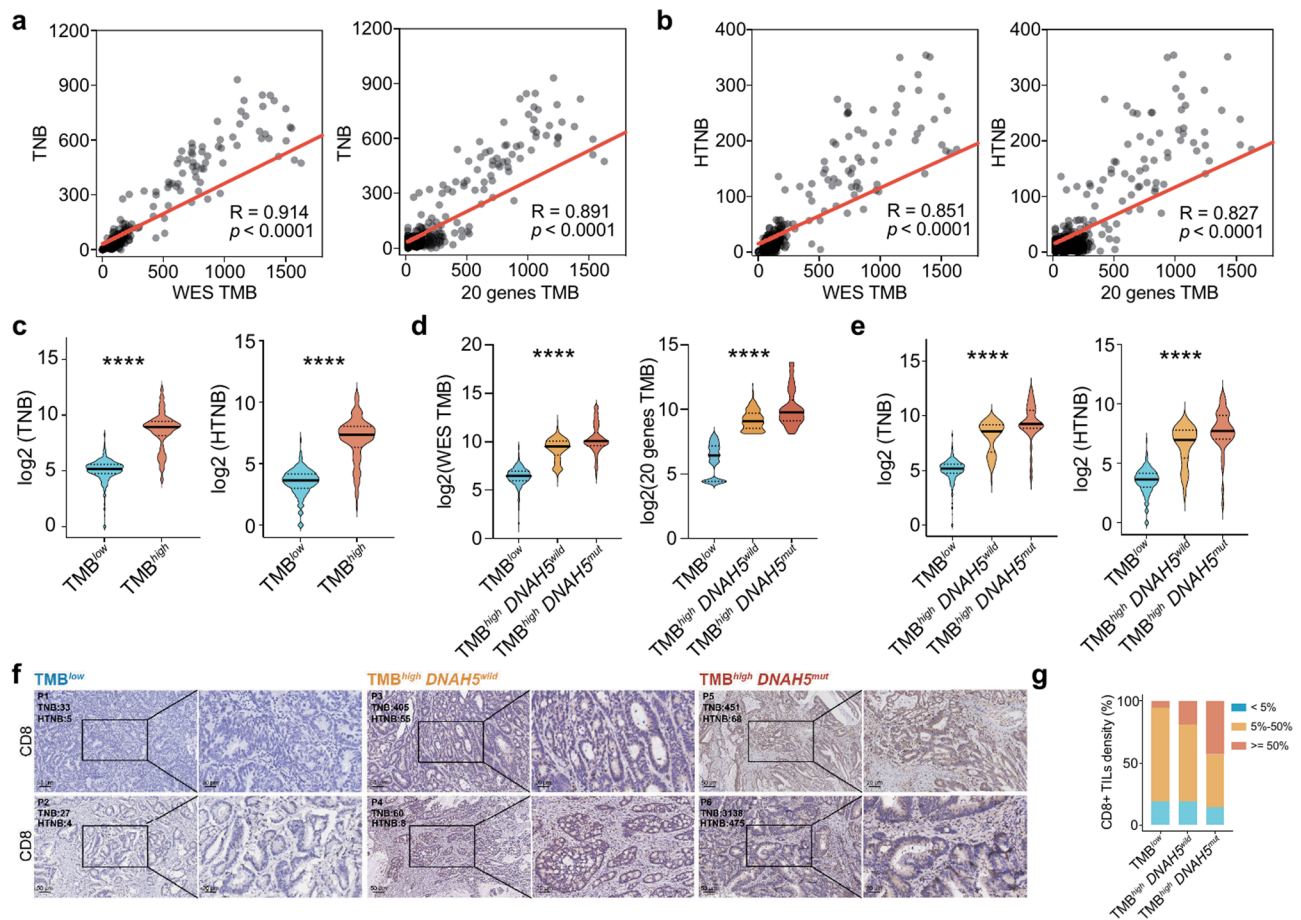 a
1200
900
600
300
0
TNB
R = 0.914
p < 0.0001
0 500 1000 1500
WES TMB
1200
900
600
300
0
TNB
R = 0.891
p < 0.0001
0 500 1000 1500
20 genes TMB
b
400
300
200
100
0
HTNB
R = 0.851
p < 0.0001
0 500 1000 1500
WES TMB
400
300
200
100
0
HTNB
R = 0.827
p < 0.0001
0 500 1000 1500
20 genes TMB
c
15
10
5
0
log2 (TNB)
****
TMBlow
TMBhigh
15
10
5
0
log2 (HTNB)
****
TMBlow
TMBhigh
d
20
15
10
5
0
log2(WES TMB)
****
TMBlow
TMBhigh DNAH5wild
TMBhigh DNAH5mut
15
10
5
0
log2(20 genes TMB)
****
TMBlow
TMBhigh DNAH5wild
TMBhigh DNAH5mut
e
15
10
5
0
log2 (TNB)
****
TMBlow
TMBhigh DNAH5wild
TMBhigh DNAH5mut
15
10
5
0
log2 (HTNB)
****
TMBlow
TMBhigh DNAH5wild
TMBhigh DNAH5mut
f
TMBlow
TMBhigh DNAH5wild
TMBhigh DNAH5mut
CD8
P1
TNB:33
HTNB:5
P3
TNB:405
HTNB:55
P5
TNB:451
HTNB:68
CD8
P2
TNB:27
HTNB:4
P4
TNB:60
HTNB:8
P6
TNB:3138
HTNB:475
g
100
50
0
CD8+ TILs density (%)
< 5%
5%-50%
>= 50%
TMBlow
TMBhigh DNAH5wild
TMBhigh DNAH5mut